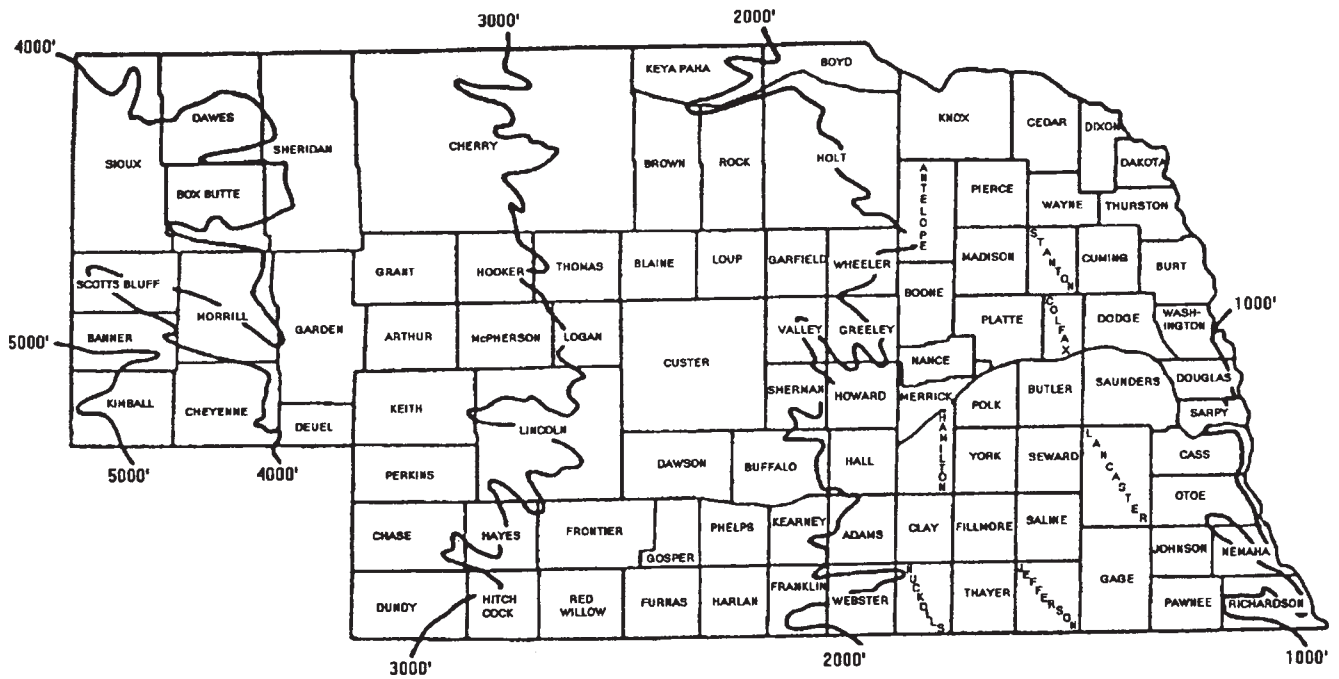 4000'
3000'
2000'
KEYA PAHA
BOYD
DAWES
KNOX
CEDAR
DIXON
SIOUX
SHERIDAN
CHERRY
BROWN
ROCK
HOLT
DAKOTA
BOX BUTTE
ANTELOPE
PIERCE
WAYNE
THURSTON
SCOTTS BLUFF
GRANT
HOOKER
THOMAS
BLAINE
LOUP
GARFIELD
WHEELER
MADISON
STANTON
CUMING
BURT
BOONE
MORRILL
GARDEN
BANNER
ARTHUR
McPHERSON
LOGAN
CUSTER
VALLEY
GREELEY
PLATTE
COLFAX
DODGE
WASH-
INGTON
1000'
5000'
NANCE
KIMBALL
CHEYENNE
DEUEL
KEITH
LINCOLN
SHERMAN
HOWARD
MERRICK
POLK
BUTLER
SAUNDERS
DOUGLAS
SARPY
HAMILTON
LANCASTER
5000'
4000'
PERKINS
DAWSON
BUFFALO
HALL
YORK
SEWARD
CASS
OTOE
CHASE
HAYES
FRONTIER
GOSPER
PHELPS
KEARNEY
ADAMS
CLAY
FILLMORE
SALINE
JOHNSON
NEMAHA
DUNDY
HITCH
COCK
RED
WILLOW
FURNAS
HARLAN
FRANKLIN
WEBSTER
NUCKOLLS
THAYER
JEFFERSON
GAGE
PAWNEE
RICHARDSON
3000'
2000'
1000'